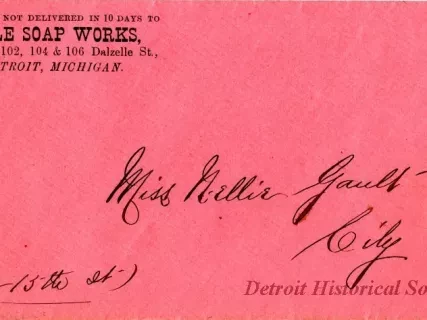 NOT DELIVERED IN 10 DAYS TO
LE SOAP WORKS,
102, 104 & 106 Dalzelle St.,
TROIT, MICHIGAN.
Miss Nellie Gault
City
15th St)
Detroit Historical So